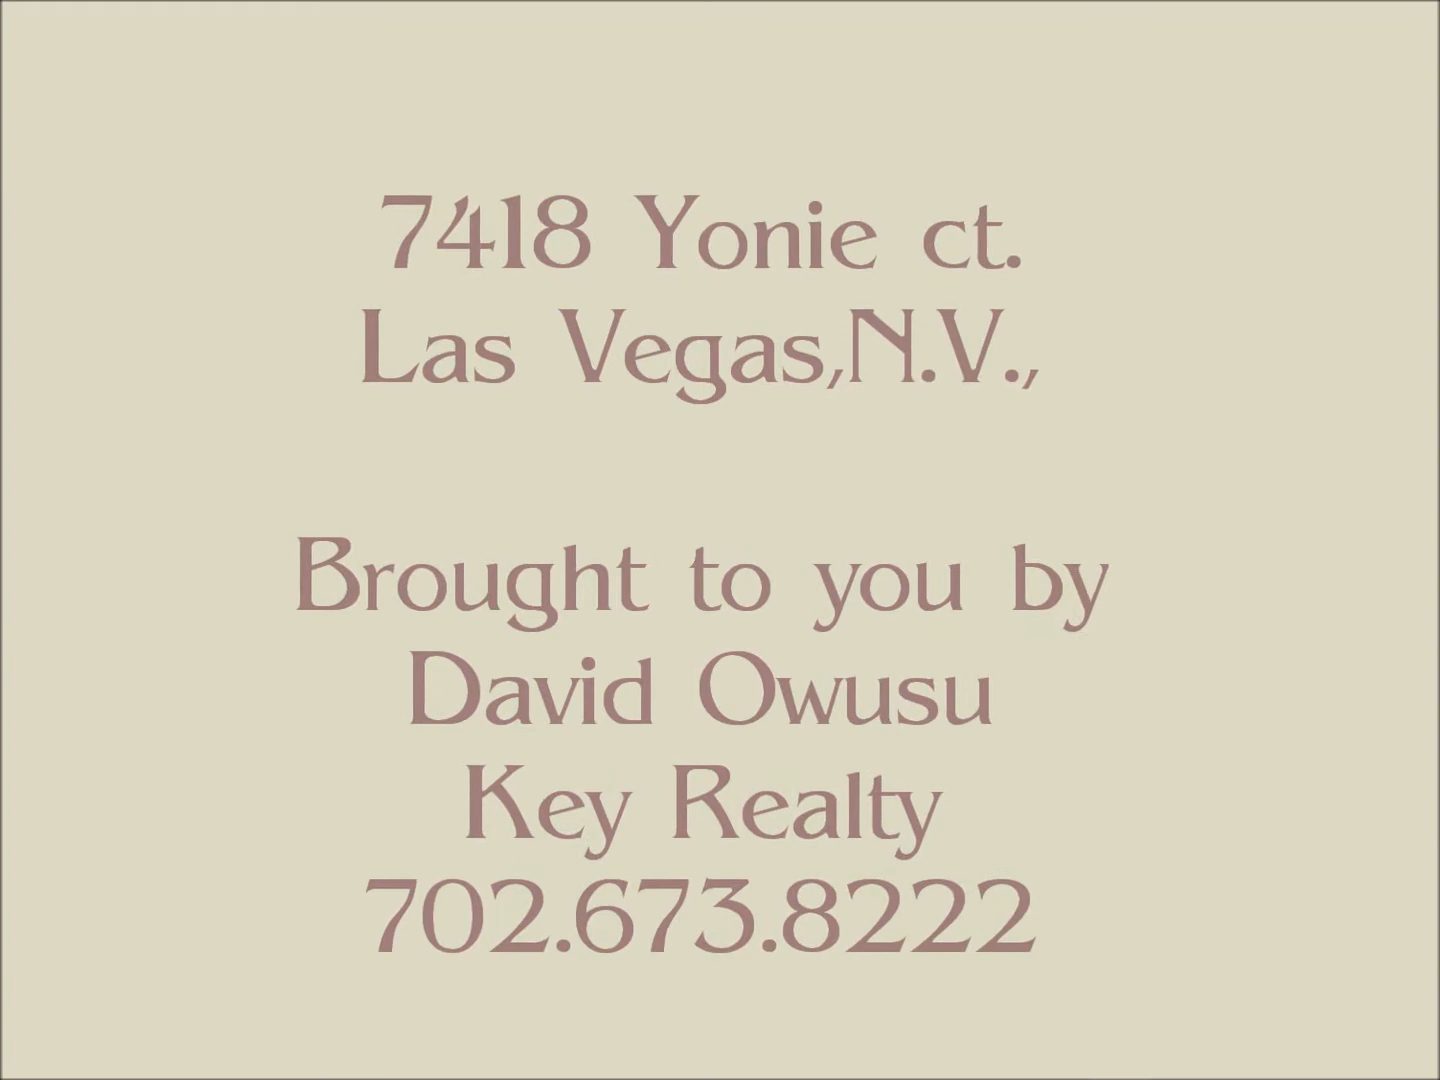 7418 Yonie ct.
Las Vegas,N.V.,
Brought to you by
David Owusu
Key Realty
702.673.8222